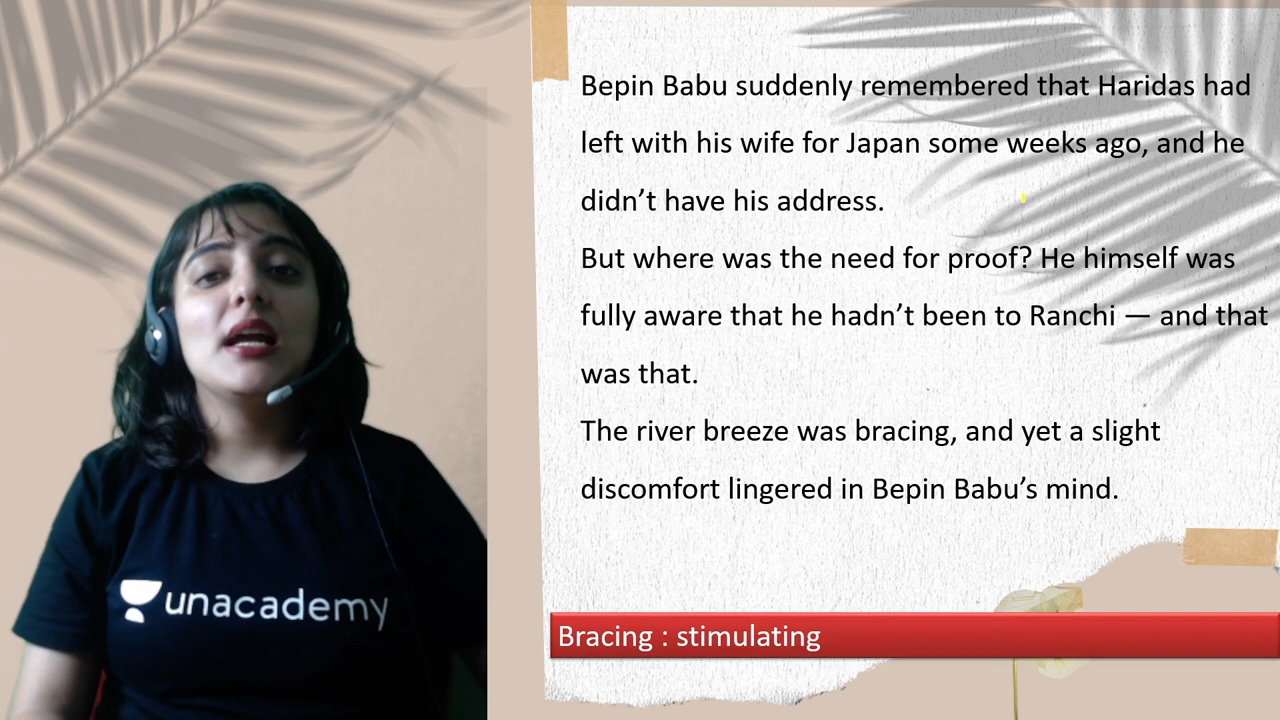 Bepin Babu suddenly remembered that Haridas had
left with his wife for Japan some weeks ago, and he
didn’t have his address.
But where was the need for proof? He himself was
fully aware that he hadn’t been to Ranchi — and that
was that.
The river breeze was bracing, and yet a slight
discomfort lingered in Bepin Babu’s mind.
Bracing : stimulating
unacademy